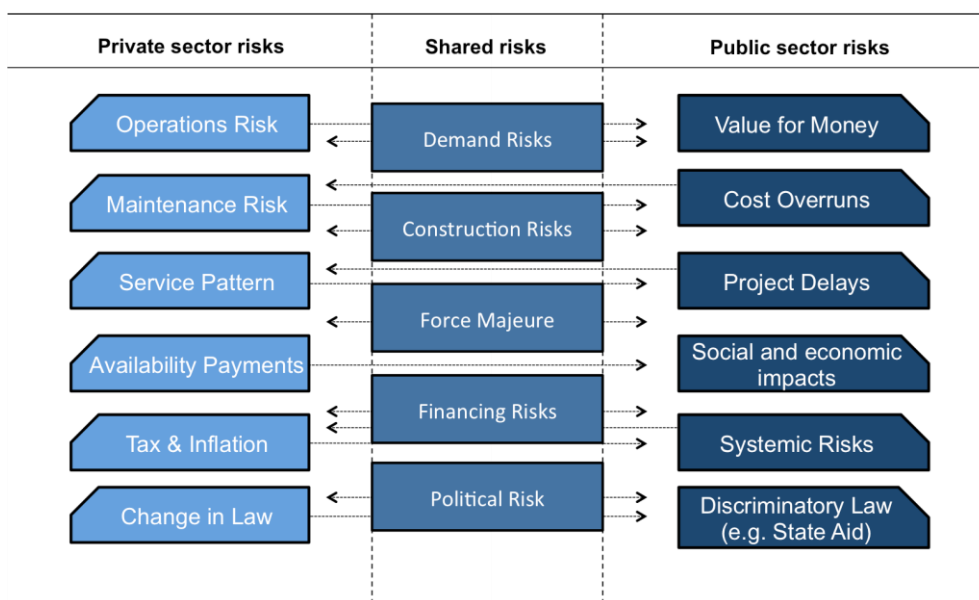 Private sector risks
Shared risks
Public sector risks
Operations Risk
Demand Risks
Value for Money
Maintenance Risk
Construction Risks
Cost Overruns
Service Pattern
Force Majeure
Project Delays
Availability Payments
Social and economic
impacts
Financing Risks
Tax & Inflation
Systemic Risks
Political Risk
Change in Law
Discriminatory Law
(e.g. State Aid)